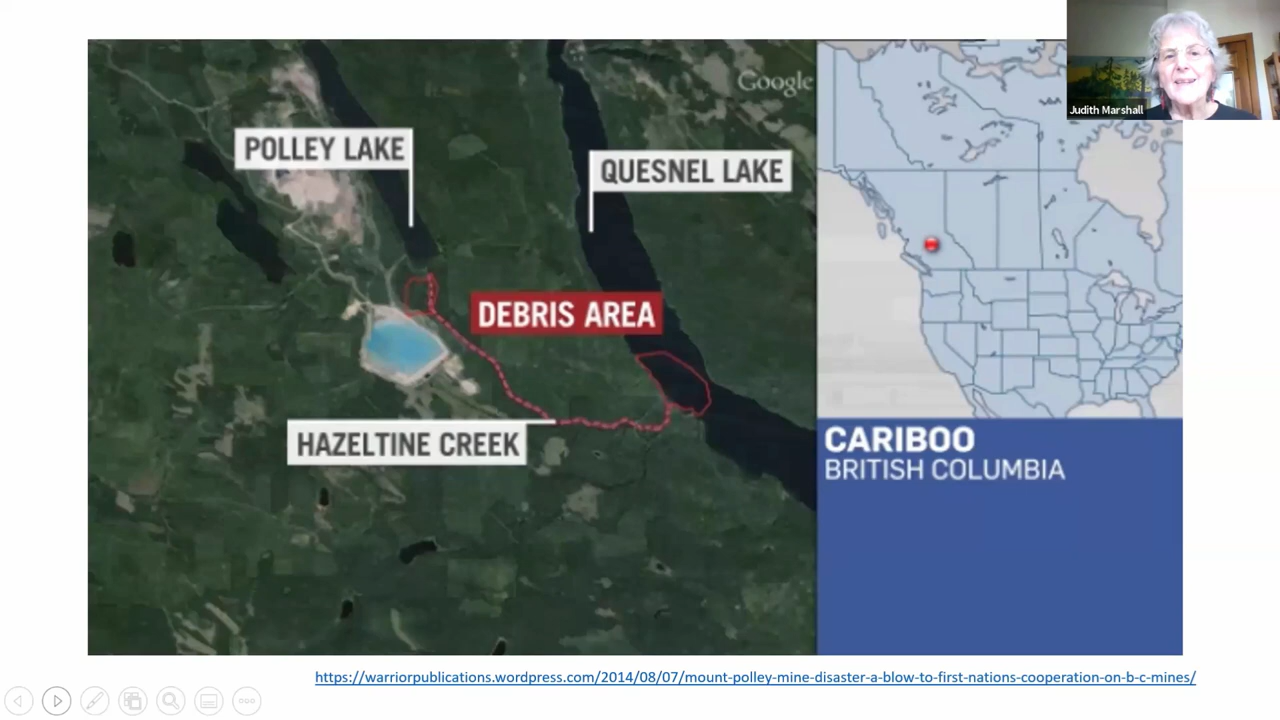 Google
Judith Marshall
POLLEY LAKE
QUESNEL LAKE
DEBRIS AREA
HAZELTINE CREEK
CARIBOO
BRITISH COLUMBIA
https://warriorpublications.wordpress.com/2014/08/07/mount-polley-mine-disaster-a-blow-to-first-nations-cooperation-on-b-c-mines/